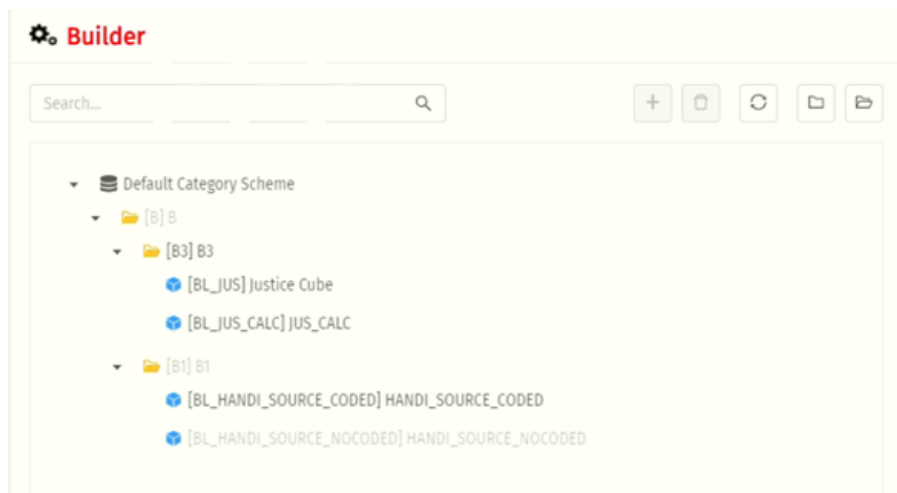 Builder
Search...
Default Category Scheme
[B] B
[B3] B3
[BL_JUS] Justice Cube
[BL_JUS_CALC] JUS_CALC
[B1] B1
[BL_HANDI_SOURCE_CODED] HANDI_SOURCE_CODED
[BL_HANDI_SOURCE_NOCODED] HANDI_SOURCE_NOCODED